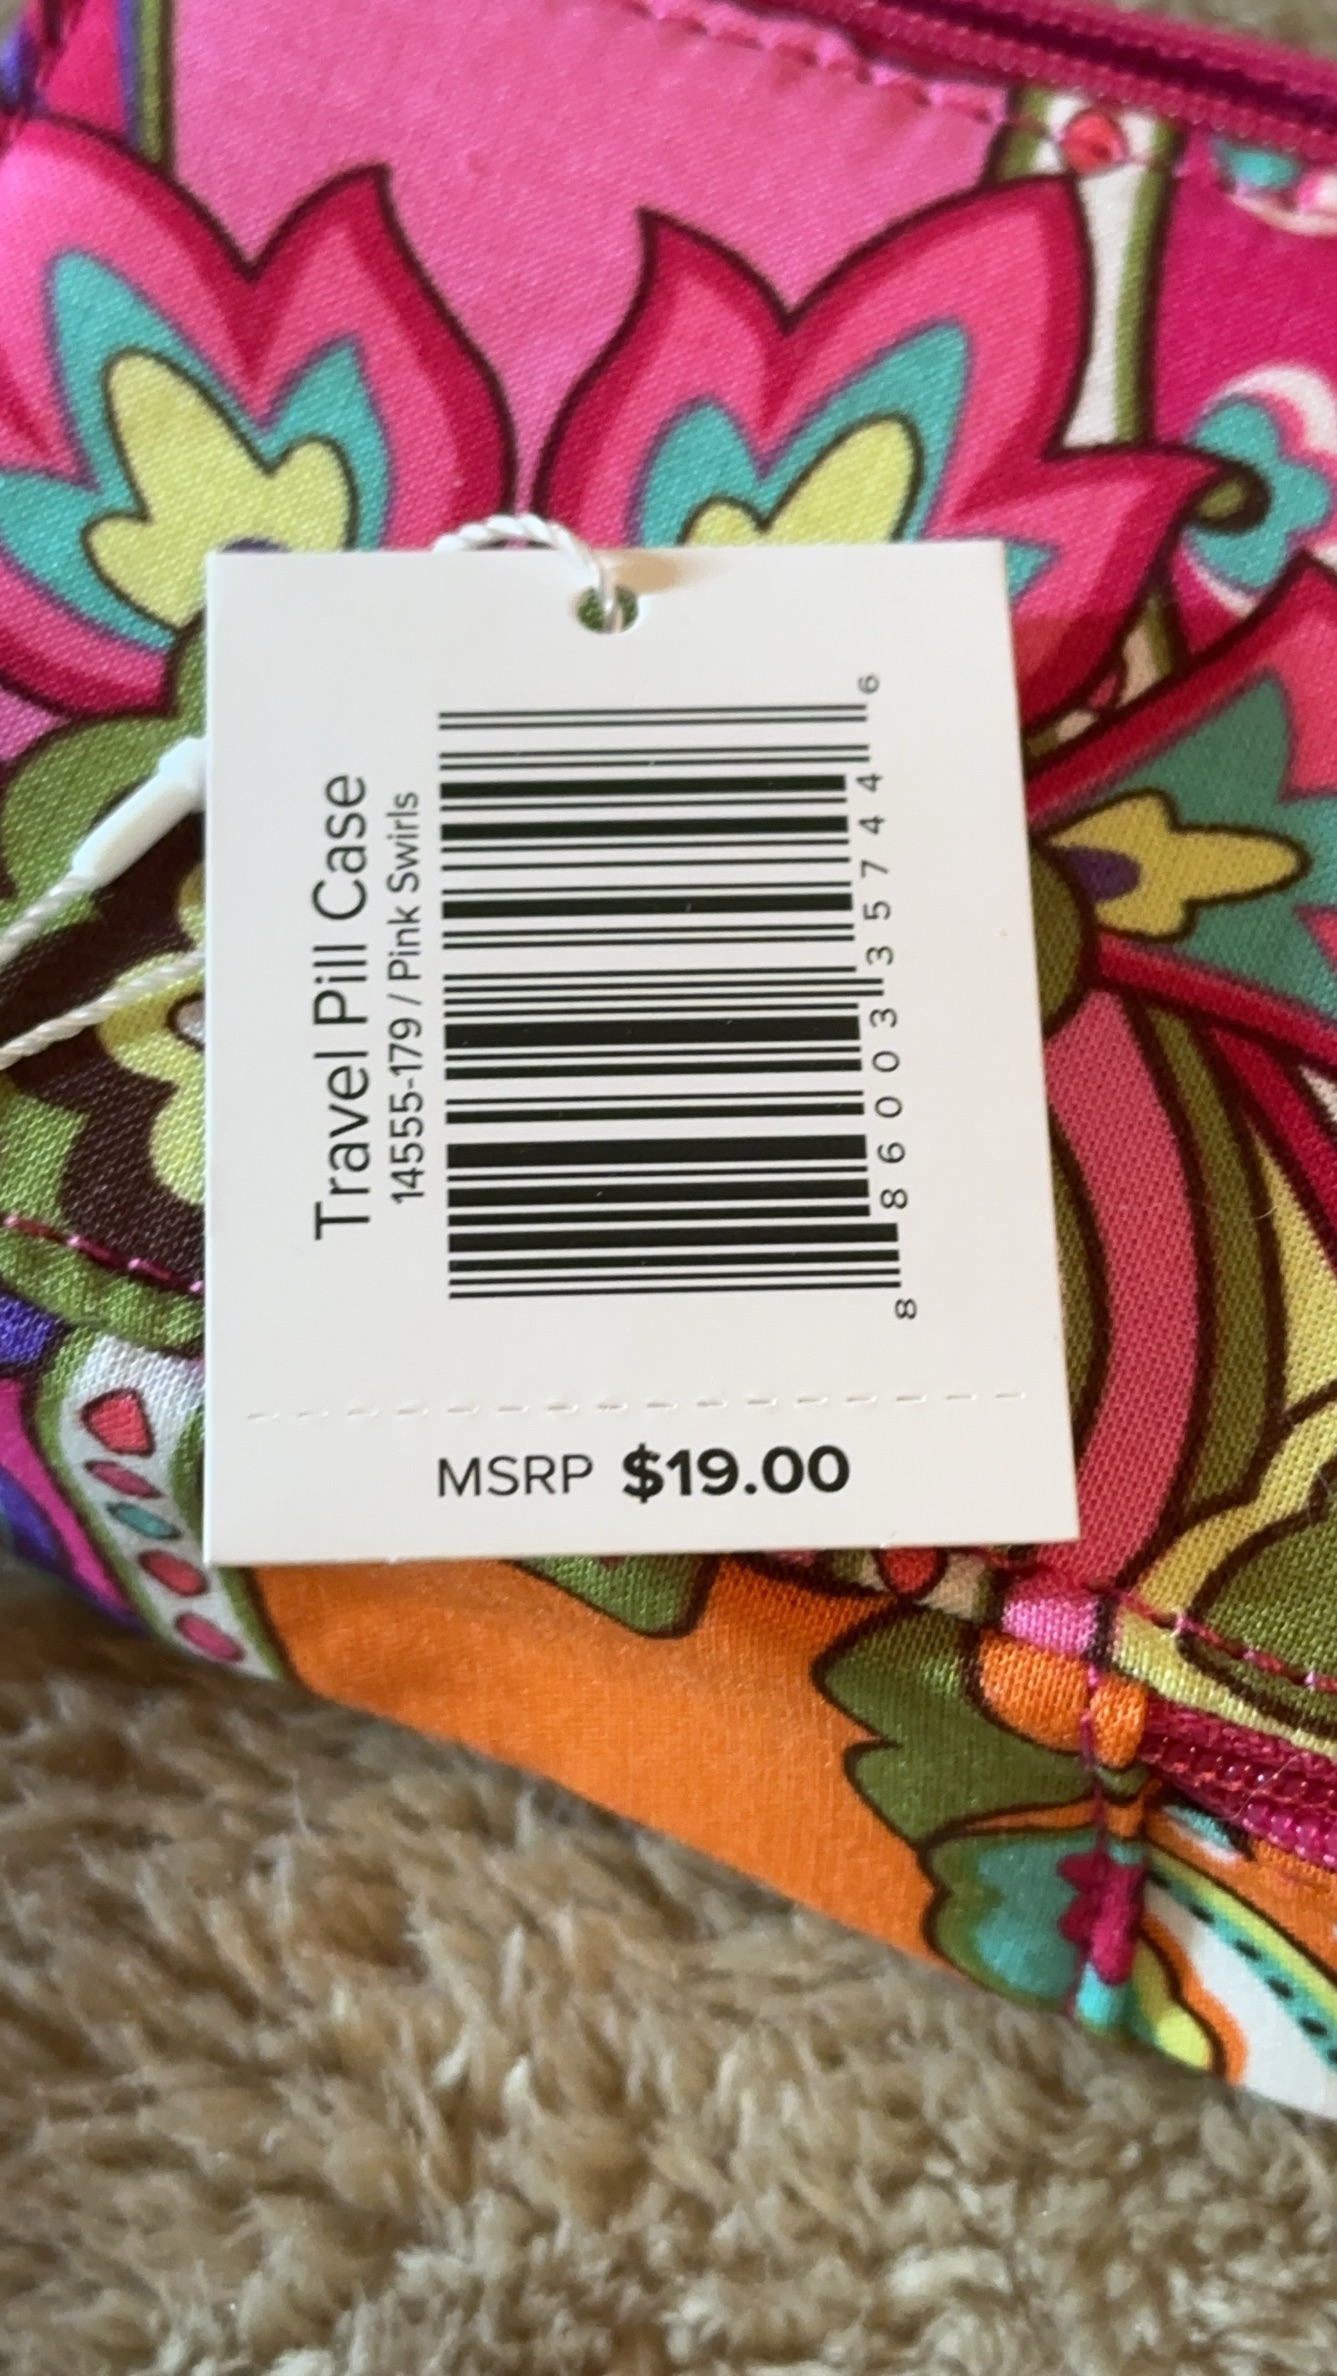 Travel Pill Case
14555-179 / Pink Swirls
8 86003 35744 6
MSRP $19.00